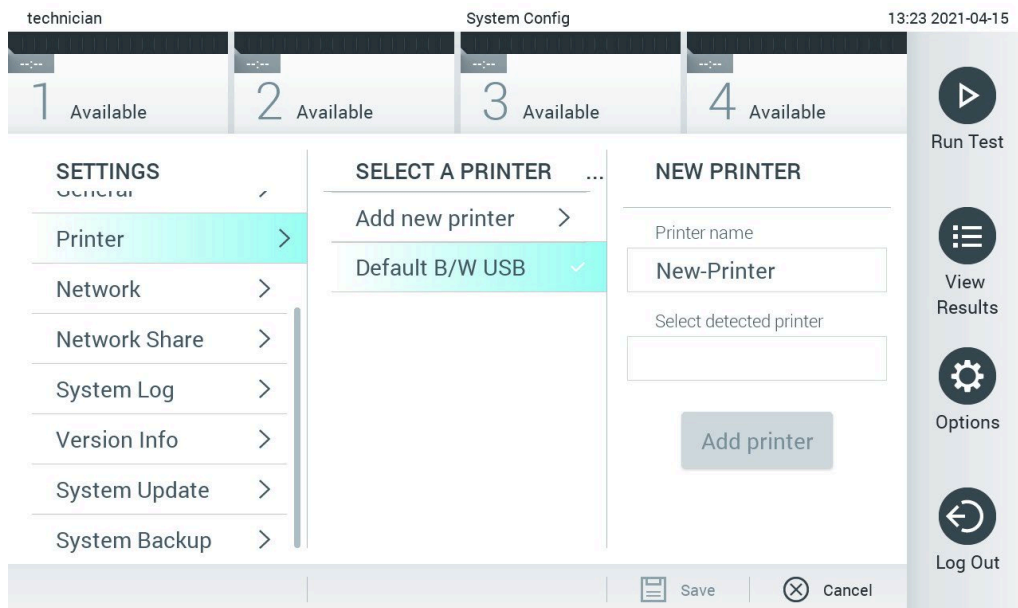 technician System Config 13:23 2021-04-15
--:-- --:-- --:-- --:--
1 Available 2 Available 3 Available 4 Available
Run Test
SETTINGS
General
Printer
Network
Network Share
System Log
Version Info
System Update
System Backup
SELECT A PRINTER ...
Add new printer
Default B/W USB
NEW PRINTER
Printer name
New-Printer
Select detected printer
Add printer
View
Results
Options
Log Out
Save Cancel